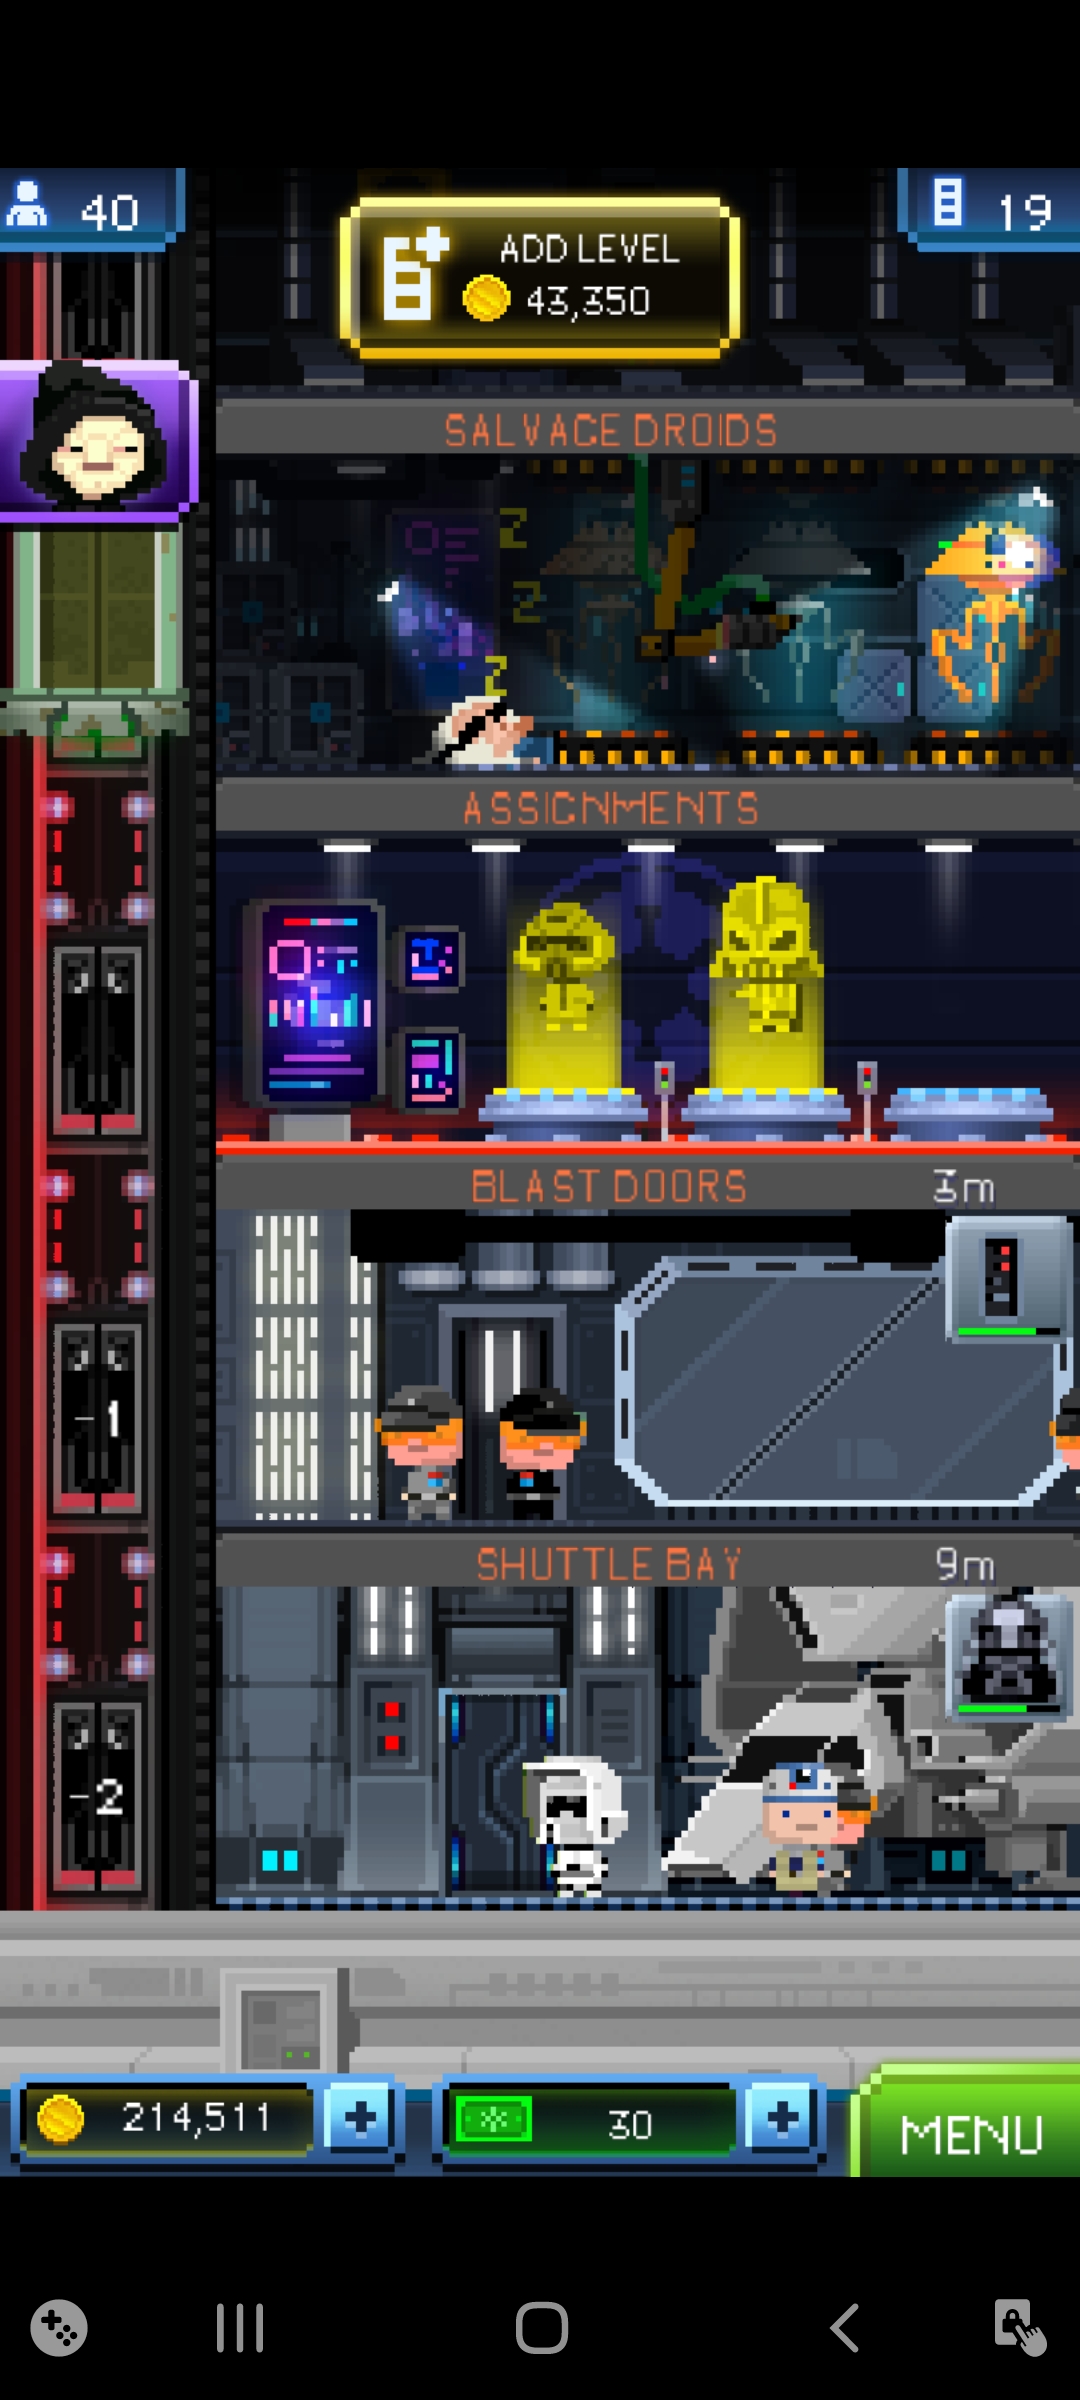 40
ADD LEVEL
43,350
19
SALVAGE DROIDS
Z
Z
Z
ASSIGNMENTS
BLAST DOORS 3m
-1
SHUTTLE BAY 9m
-2
214,511
30
MENU